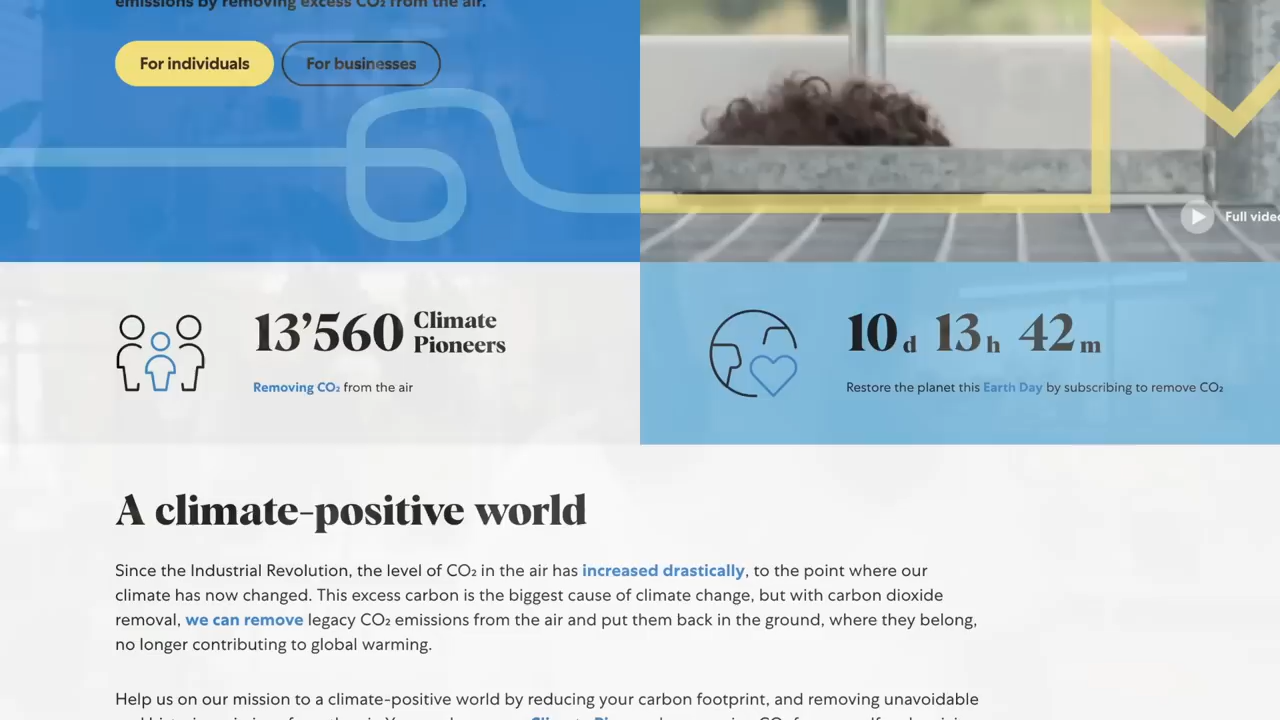 emissions by removing excess CO₂ from the air.
For individuals
For businesses
Full video
13’560 Climate Pioneers
Removing CO₂ from the air
10 d 13 h 42 m
Restore the planet this Earth Day by subscribing to remove CO₂
A climate-positive world
Since the Industrial Revolution, the level of CO₂ in the air has increased drastically, to the point where our
climate has now changed. This excess carbon is the biggest cause of climate change, but with carbon dioxide
removal, we can remove legacy CO₂ emissions from the air and put them back in the ground, where they belong,
no longer contributing to global warming.
Help us on our mission to a climate-positive world by reducing your carbon footprint, and removing unavoidable